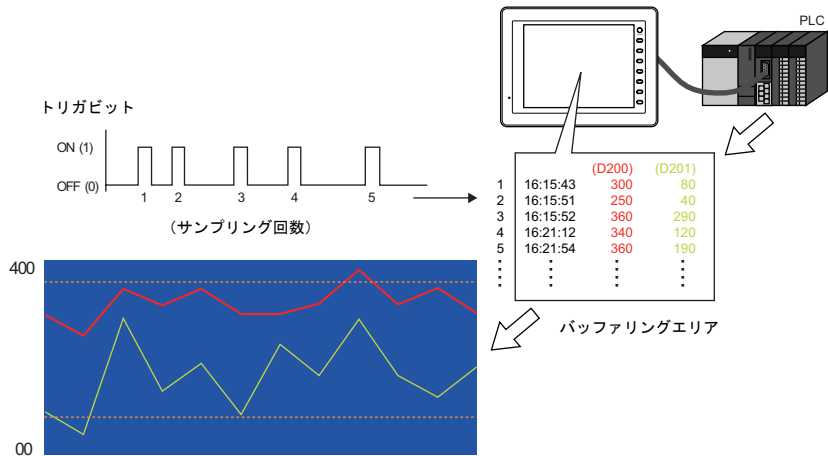 PLC
トリガビット
ON (1)
OFF (0)
1 2 3 4 5
(サンプリング回数)
(D200) (D201)
1 16:15:43 300 80
2 16:15:51 250 40
3 16:15:52 360 290
4 16:21:12 340 120
5 16:21:54 360 190
バッファリングエリア
400
00